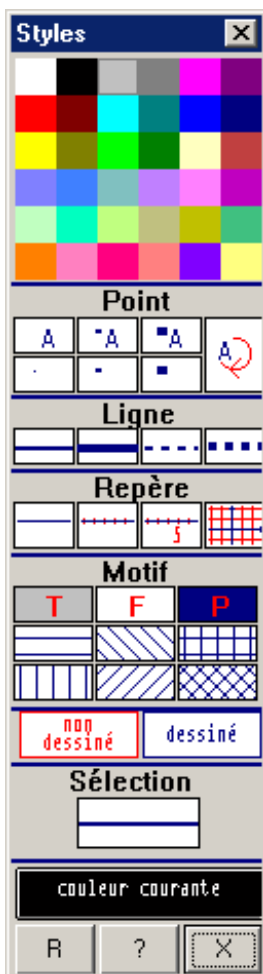 Styles
Point
A A A A
Ligne
Repère
5
Motif
T F P
non
dessiné
dessiné
Sélection
couleur courante
R ? X